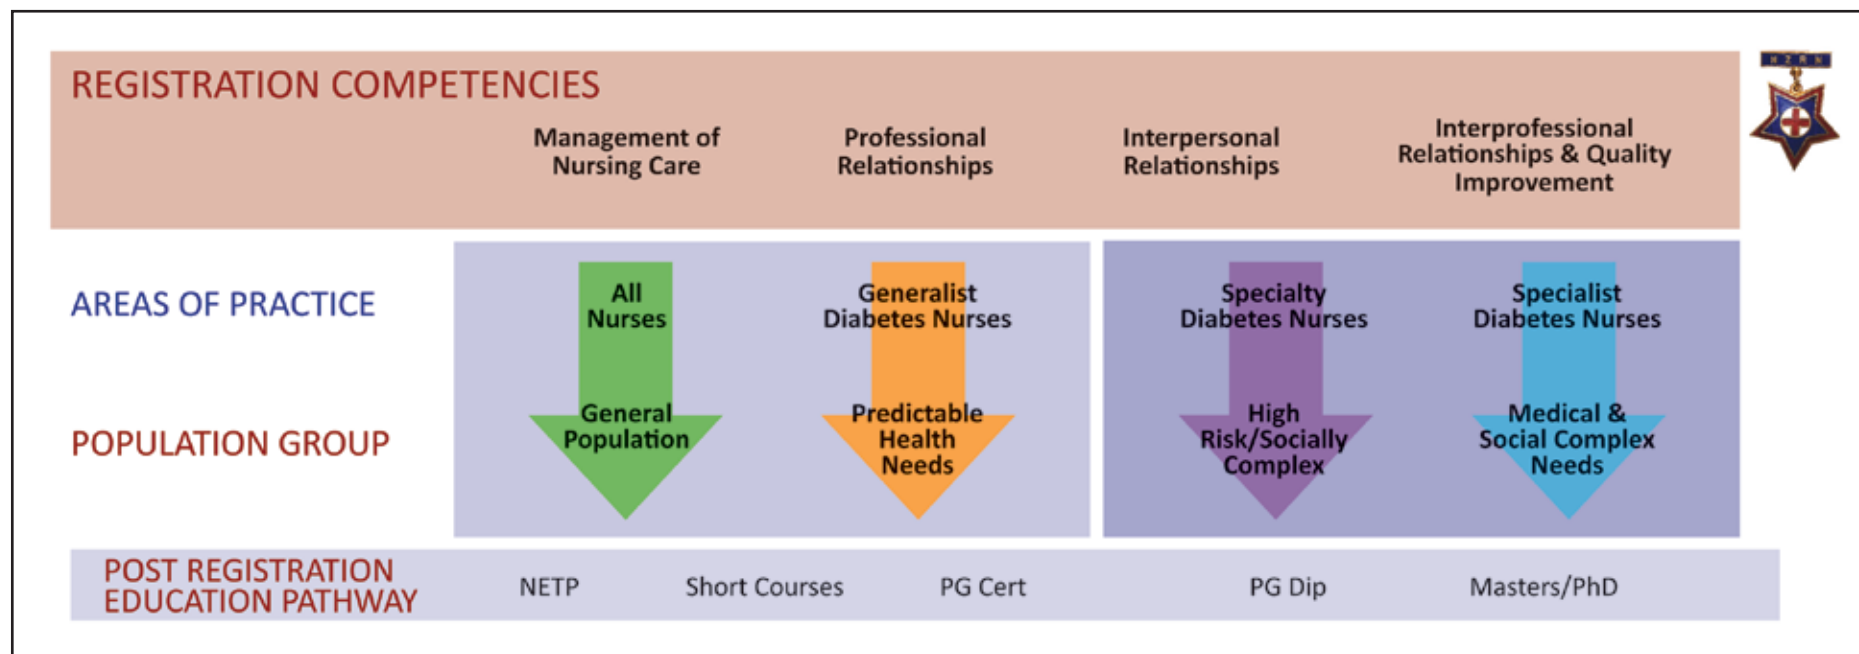 REGISTRATION COMPETENCIES
Management of
Nursing Care
Professional
Relationships
Interpersonal
Relationships
Interprofessional
Relationships & Quality
Improvement
NZRN
AREAS OF PRACTICE
All
Nurses
Generalist
Diabetes Nurses
Specialty
Diabetes Nurses
Specialist
Diabetes Nurses
POPULATION GROUP
General
Population
Predictable
Health
Needs
High
Risk/Socially
Complex
Medical &
Social Complex
Needs
POST REGISTRATION
EDUCATION PATHWAY
NETP
Short Courses
PG Cert
PG Dip
Masters/PhD